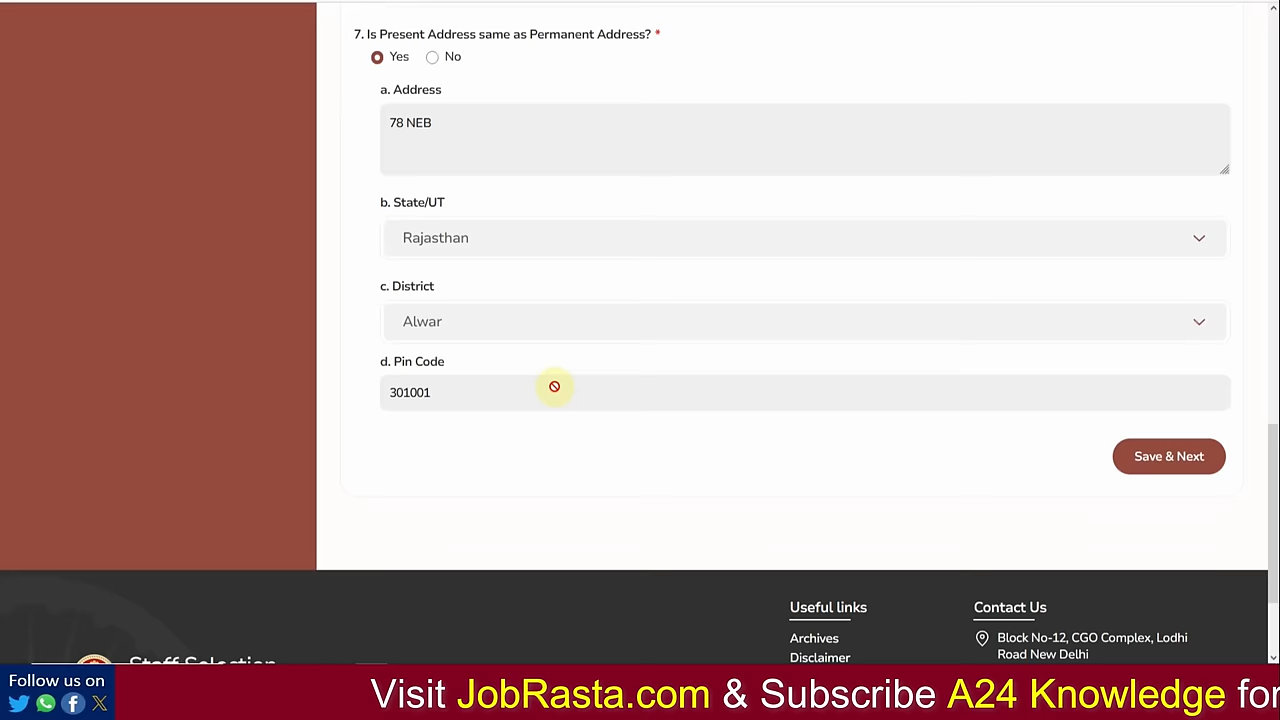 7. Is Present Address same as Permanent Address? *
Yes No
a. Address
78 NEB
b. State/UT
Rajasthan
c. District
Alwar
d. Pin Code
301001
Save & Next
Useful links
Archives
Disclaimer
Contact Us
Block No-12, CGO Complex, Lodhi
Road New Delhi
Staff Selection
Follow us on
Visit JobRasta.com & Subscribe A24 Knowledge for